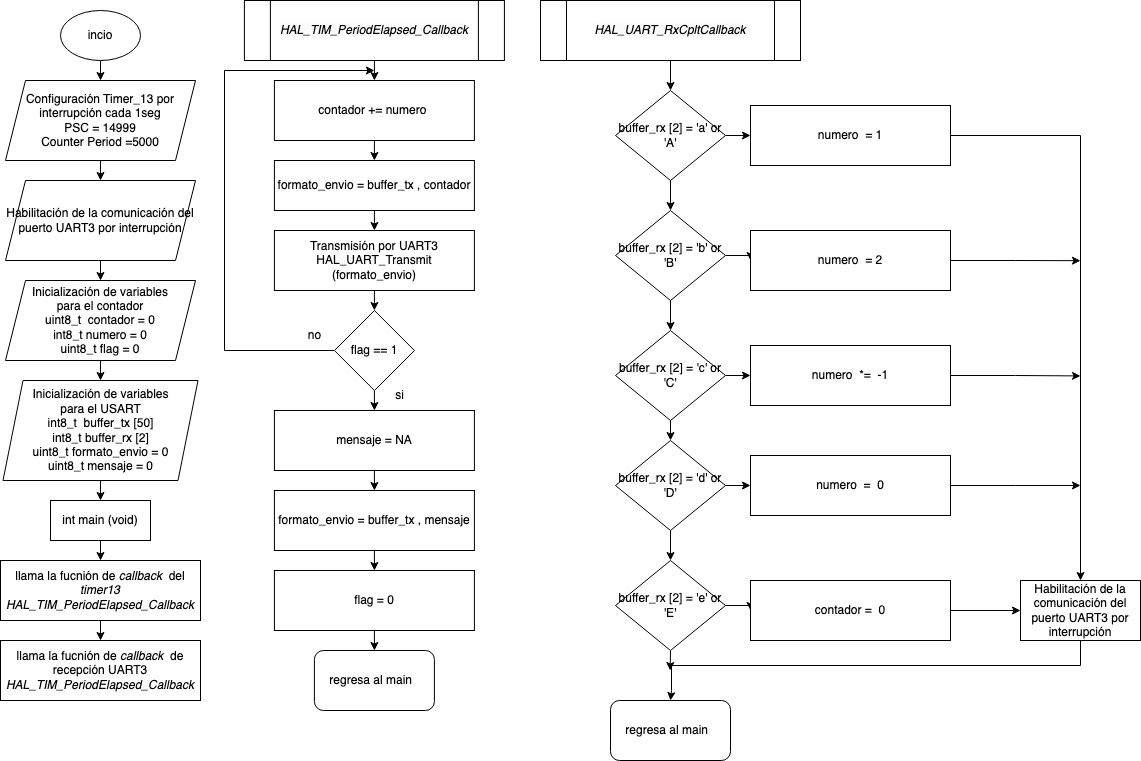 incio
Configuración Timer_13 por
interrupción cada 1seg
PSC = 14999
Counter Period =5000
Habilitación de la comunicación del
puerto UART3 por interrupción
Inicialización de variables
para el contador
uint8_t  contador = 0
int8_t numero = 0
uint8_t flag = 0
Inicialización de variables
para el USART
int8_t  buffer_tx [50]
int8_t buffer_rx [2]
uint8_t formato_envio = 0
uint8_t mensaje = 0
int main (void)
llama la fucnión de callback  del
timer13
HAL_TIM_PeriodElapsed_Callback
llama la fucnión de callback  de
recepción UART3
HAL_TIM_PeriodElapsed_Callback
HAL_TIM_PeriodElapsed_Callback
contador += numero
formato_envio = buffer_tx , contador
Transmisión por UART3
HAL_UART_Transmit
(formato_envio)
no
flag == 1
si
mensaje = NA
formato_envio = buffer_tx , mensaje
flag = 0
regresa al main
HAL_UART_RxCpltCallback
buffer_rx [2] = 'a' or
'A'
numero  = 1
buffer_rx [2] = 'b' or
'B'
numero  = 2
buffer_rx [2] = 'c' or
'C'
numero  *=  -1
buffer_rx [2] = 'd' or
'D'
numero  =  0
buffer_rx [2] = 'e' or
'E'
contador =  0
Habilitación de la
comunicación del
puerto UART3 por
interrupción
regresa al main